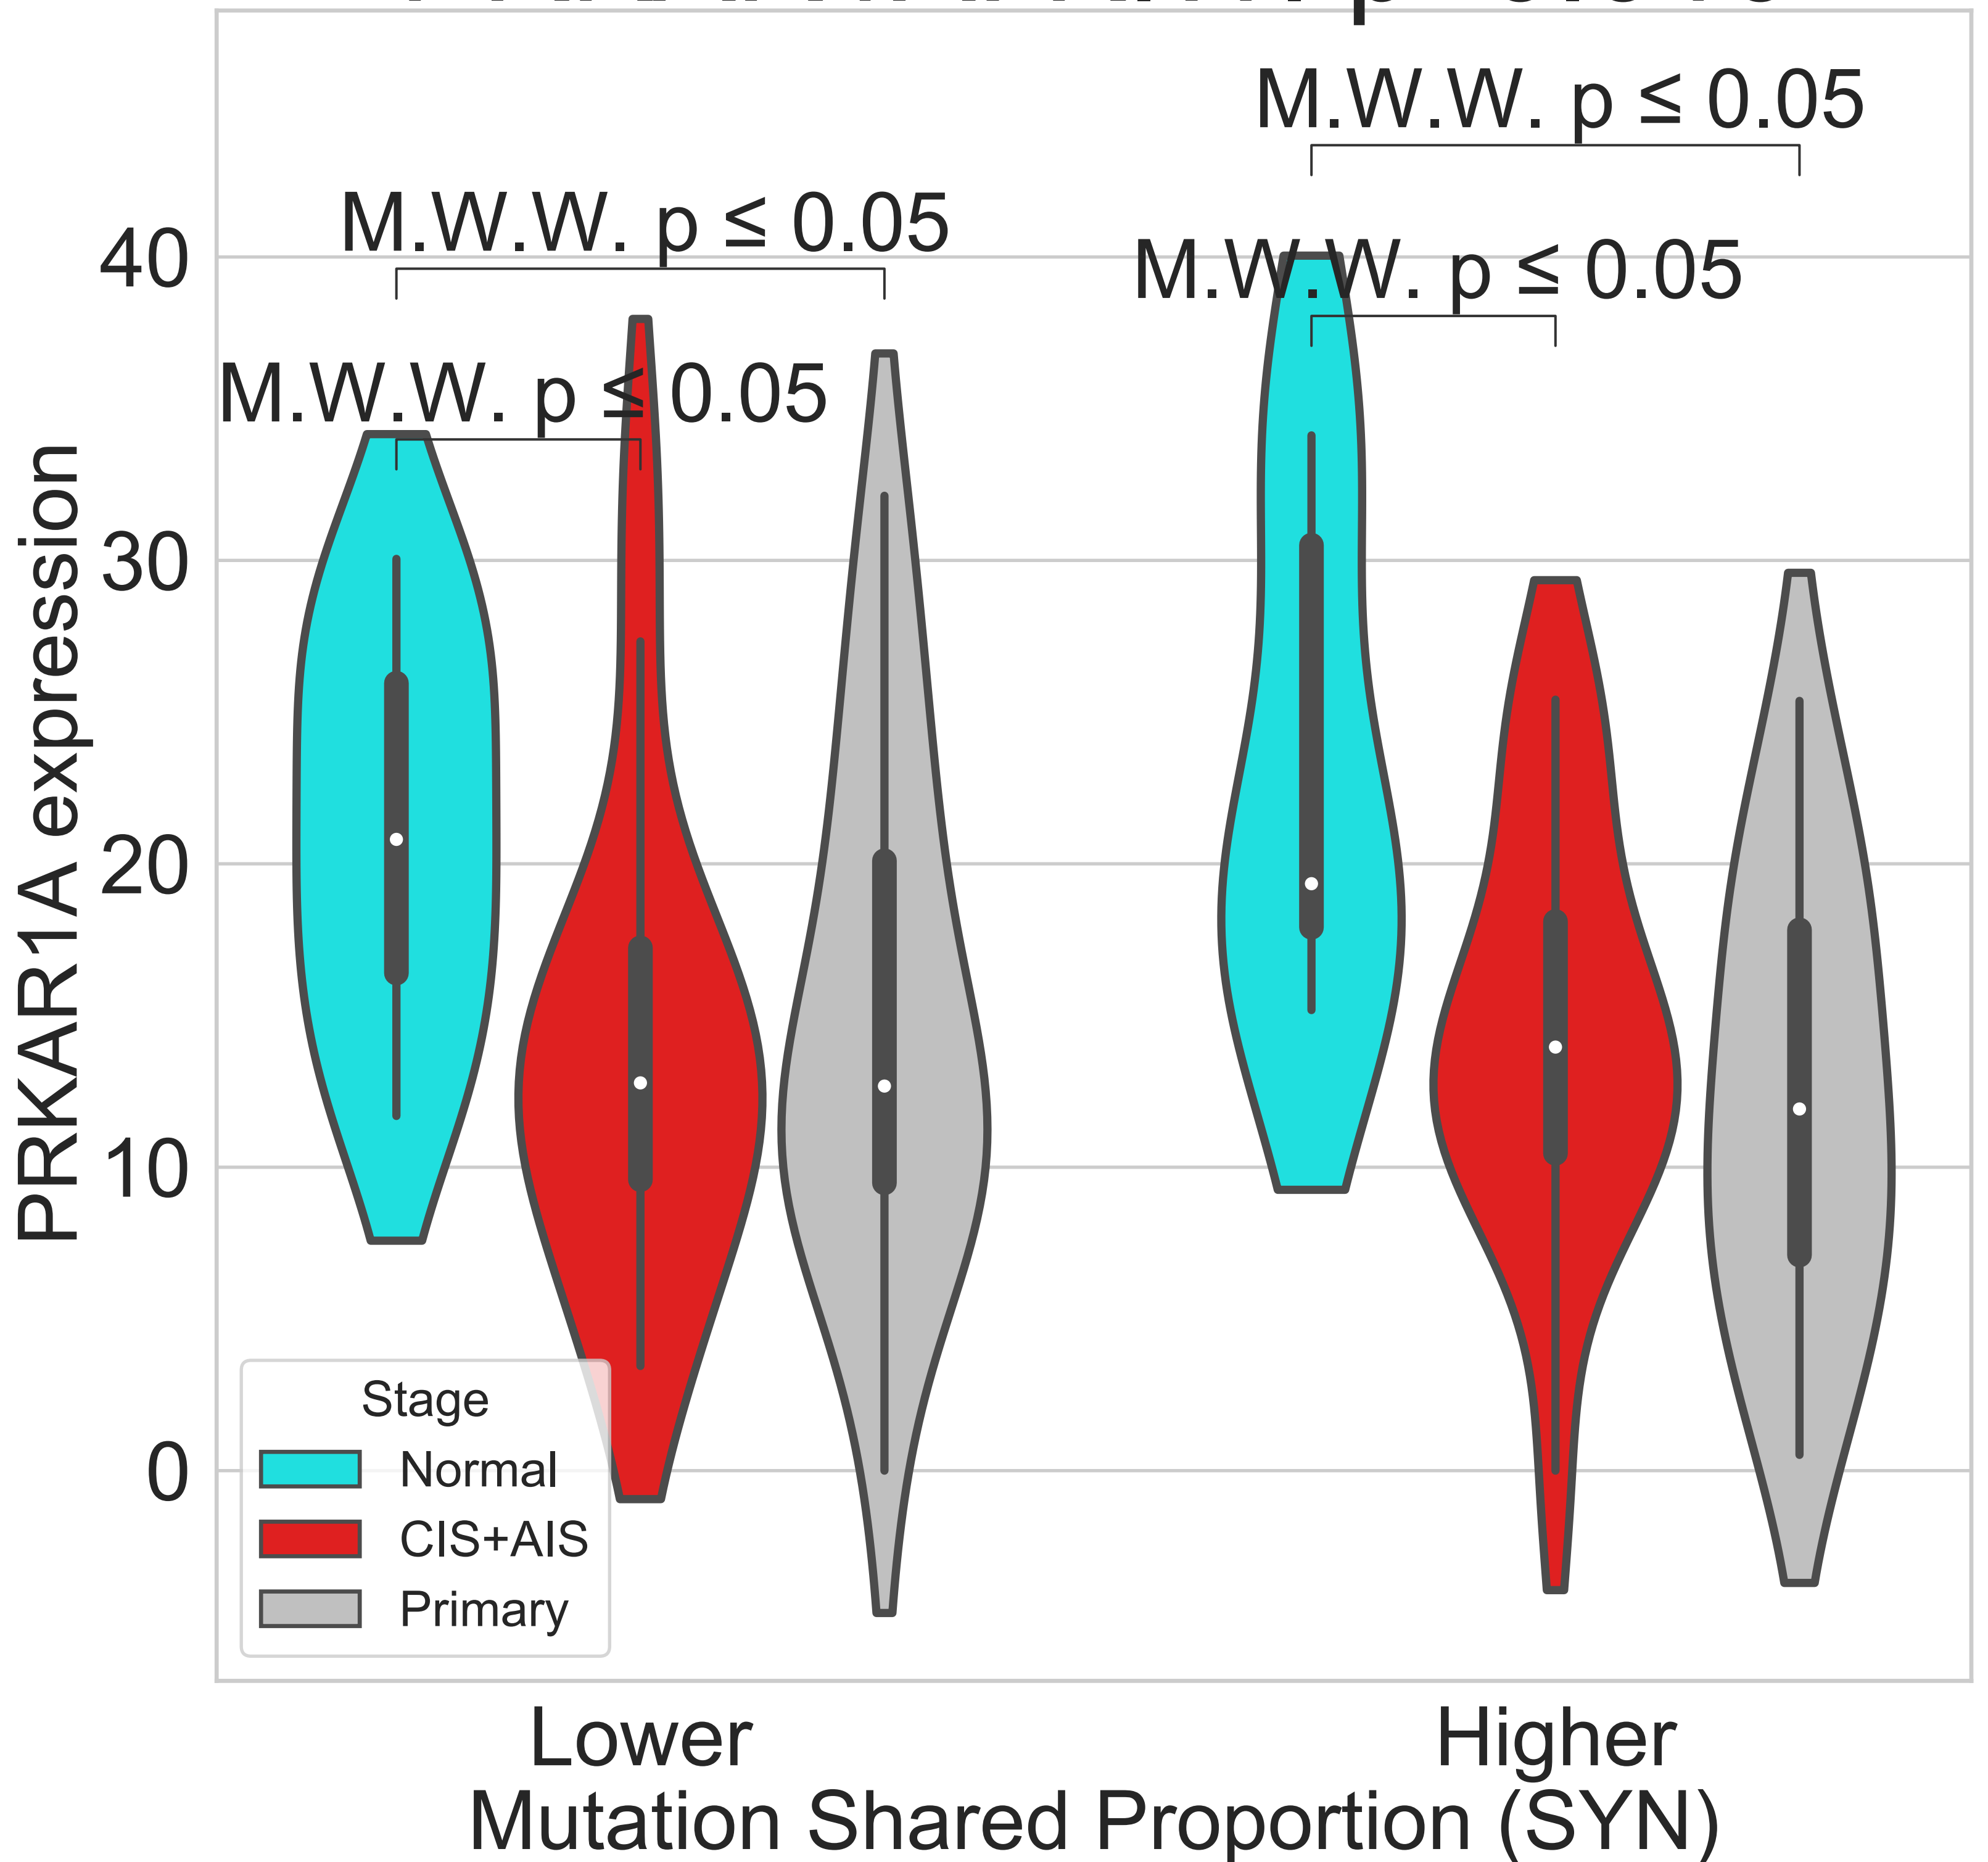 M.W.W. p ≤ 0.05
M.W.W. p ≤ 0.05
M.W.W. p ≤ 0.05
M.W.W. p ≤ 0.05
PRKAR1A expression
40
30
20
10
0
Stage
Normal
CIS+AIS
Primary
Lower
Higher
Mutation Shared Proportion (SYN)